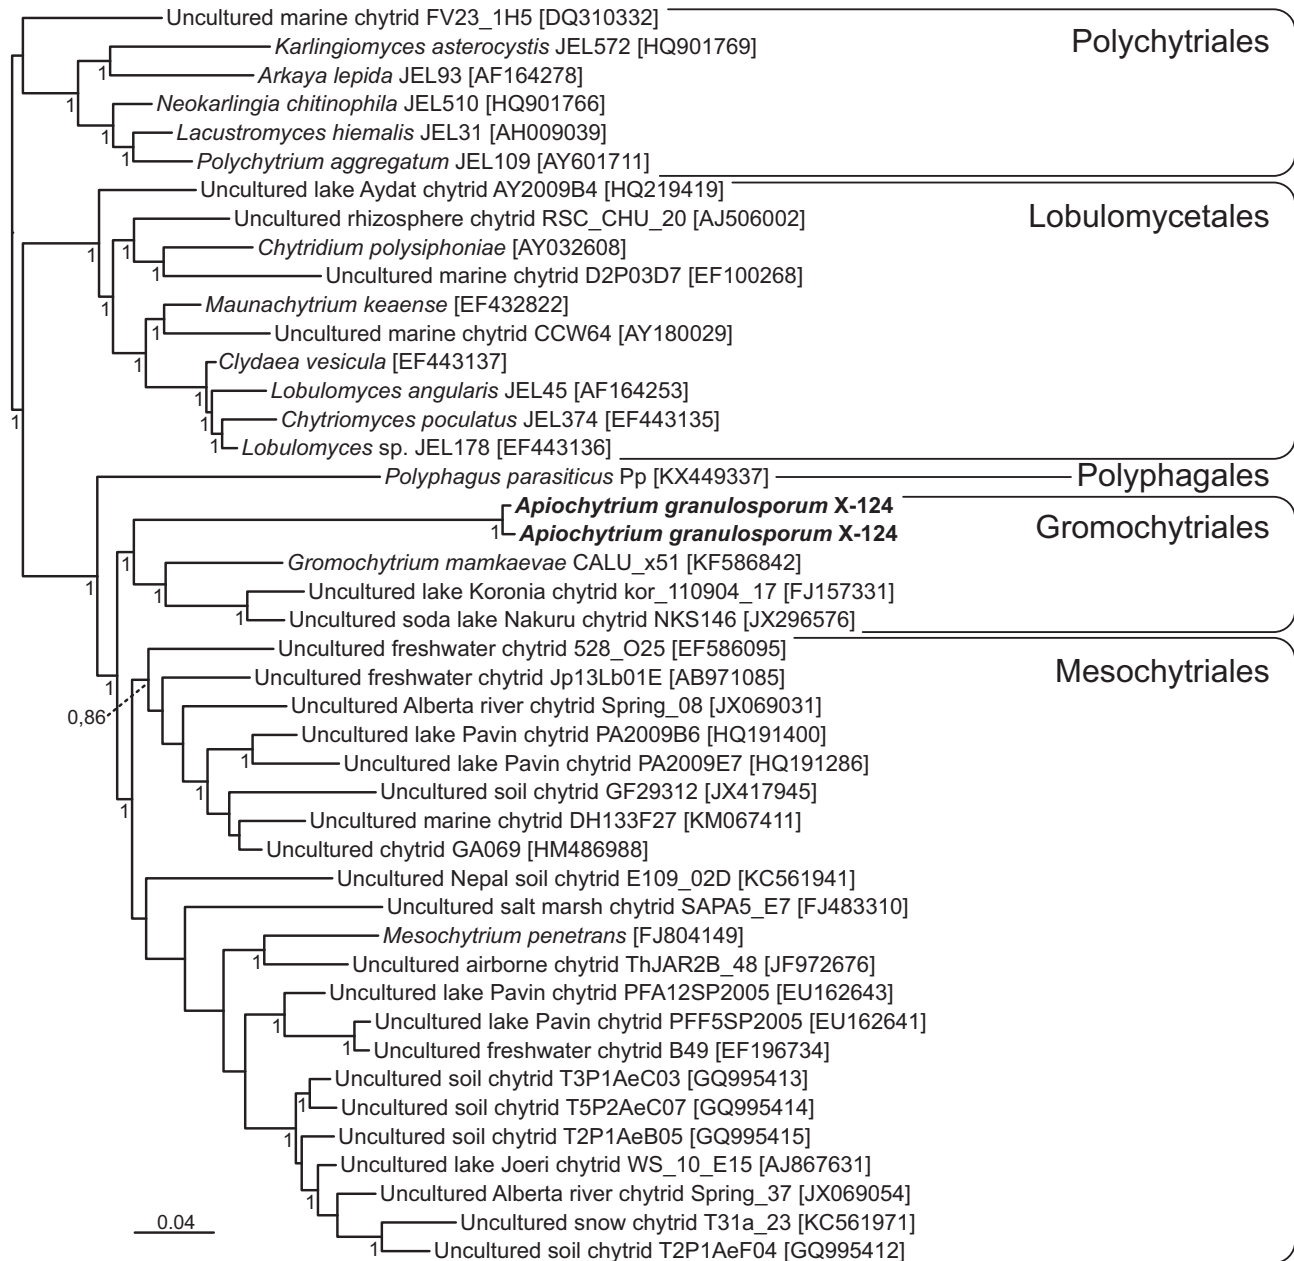 Uncultured marine chytrid FV23_1H5 [DQ310332]
Polychytriales
Karlingiomyces asterocystis JEL572 [HQ901769]
1
Arkaya lepida JEL93 [AF164278]
1
Neokarlingia chitinophila JEL510 [HQ901766]
1
Lacustromyces hiemalis JEL31 [AH009039]
1
Polychytrium aggregatum JEL109 [AY601711]
Uncultured lake Aydat chytrid AY2009B4 [HQ219419]
Lobulomycetales
Uncultured rhizosphere chytrid RSC_CHU_20 [AJ506002]
1
1
Chytridium polysiphoniae [AY032608]
1
Uncultured marine chytrid D2P03D7 [EF100268]
1
Maunachytrium keaense [EF432822]
1
Uncultured marine chytrid CCW64 [AY180029]
1
Clydaea vesicula [EF443137]
1
Lobulomyces angularis JEL45 [AF164253]
1
1
Chytriomyces poculatus JEL374 [EF443135]
1
Lobulomyces sp. JEL178 [EF443136]
Polyphagus parasiticus Pp [KX449337]
Polyphagales
Apiochytrium granulosporum X-124
Gromochytriales
1
Apiochytrium granulosporum X-124
1
Gromochytrium mamkaevae CALU_x51 [KF586842]
1
1
Uncultured lake Koronia chytrid kor_110904_17 [FJ157331]
1
Uncultured soda lake Nakuru chytrid NKS146 [JX296576]
Uncultured freshwater chytrid 528_O25 [EF586095]
Mesochytriales
Uncultured freshwater chytrid Jp13Lb01E [AB971085]
1
Uncultured Alberta river chytrid Spring_08 [JX069031]
0,86
Uncultured lake Pavin chytrid PA2009B6 [HQ191400]
1
Uncultured lake Pavin chytrid PA2009E7 [HQ191286]
1
Uncultured soil chytrid GF29312 [JX417945]
1
Uncultured marine chytrid DH133F27 [KM067411]
Uncultured chytrid GA069 [HM486988]
Uncultured Nepal soil chytrid E109_02D [KC561941]
Uncultured salt marsh chytrid SAPA5_E7 [FJ483310]
Mesochytrium penetrans [FJ804149]
1
Uncultured airborne chytrid ThJAR2B_48 [JF972676]
Uncultured lake Pavin chytrid PFA12SP2005 [EU162643]
1
Uncultured lake Pavin chytrid PFF5SP2005 [EU162641]
1
Uncultured freshwater chytrid B49 [EF196734]
Uncultured soil chytrid T3P1AeC03 [GQ995413]
1
Uncultured soil chytrid T5P2AeC07 [GQ995414]
1
Uncultured soil chytrid T2P1AeB05 [GQ995415]
Uncultured lake Joeri chytrid WS_10_E15 [AJ867631]
1
Uncultured Alberta river chytrid Spring_37 [JX069054]
0.04
Uncultured snow chytrid T31a_23 [KC561971]
1
Uncultured soil chytrid T2P1AeF04 [GQ995412]